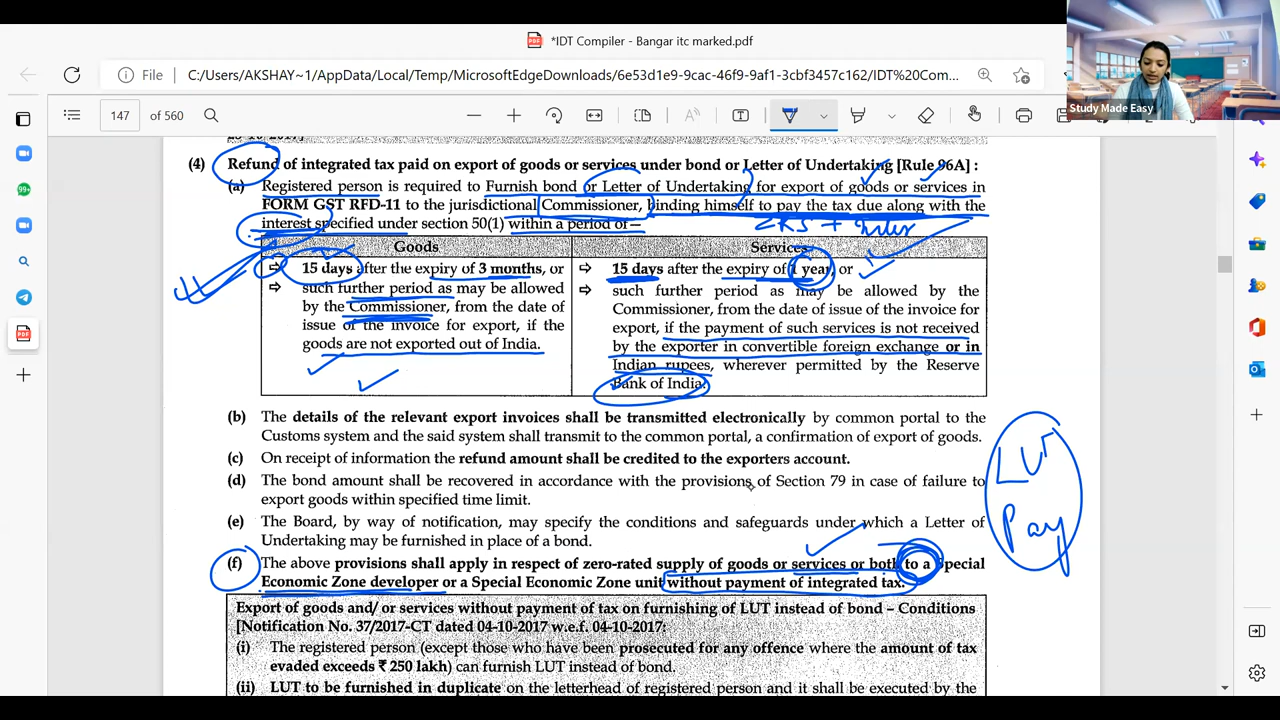 *IDT Compiler - Bangar itc marked.pdf
File
C:/Users/AKSHAY~1/AppData/Local/Temp/MicrosoftEdgeDownloads/6e53d1e9-9cac-46f9-9af1-3cbf3457c162/IDT%20Com...
Study Made Easy
147 of 560
(4) Refund of integrated tax paid on export of goods or services under bond or Letter of Undertaking [Rule 96A] :
(a) Registered person is required to Furnish bond or Letter of Undertaking for export of goods or services in
FORM GST RFD-11 to the jurisdictional Commissioner, binding himself to pay the tax due along with the
interest specified under section 50(1) within a period of—
Goods
15 days after the expiry of 3 months, or
such further period as may be allowed
by the Commissioner, from the date of
issue of the invoice for export, if the
goods are not exported out of India.
Services
15 days after the expiry of 1 year, or
such further period as may be allowed by the
Commissioner, from the date of issue of the invoice for
export, if the payment of such services is not received
by the exporter in convertible foreign exchange or in
Indian rupees, wherever permitted by the Reserve
Bank of India.
(b) The details of the relevant export invoices shall be transmitted electronically by common portal to the
Customs system and the said system shall transmit to the common portal, a confirmation of export of goods.
(c) On receipt of information the refund amount shall be credited to the exporters account.
(d) The bond amount shall be recovered in accordance with the provisions of Section 79 in case of failure to
export goods within specified time limit.
(e) The Board, by way of notification, may specify the conditions and safeguards under which a Letter of
Undertaking may be furnished in place of a bond.
LUT
Pay
(f) The above provisions shall apply in respect of zero-rated supply of goods or services or both to a Special
Economic Zone developer or a Special Economic Zone unit without payment of integrated tax.
Export of goods and/ or services without payment of tax on furnishing of LUT instead of bond – Conditions
[Notification No. 37/2017-CT dated 04-10-2017 w.e.f. 04-10-2017:
(i) The registered person (except those who have been prosecuted for any offence where the amount of tax
evaded exceeds ₹ 250 lakh) can furnish LUT instead of bond.
(ii) LUT to be furnished in duplicate on the letterhead of registered person and it shall be executed by the